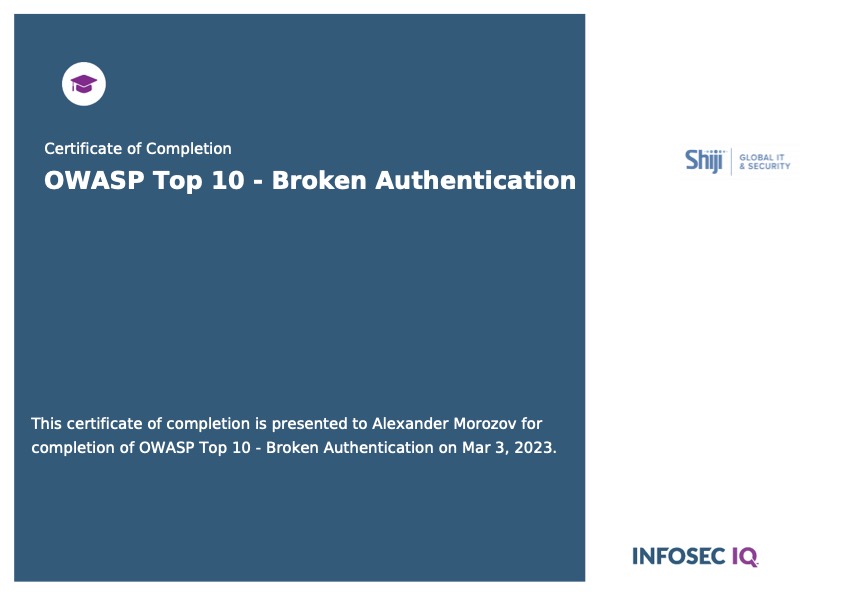 Certificate of Completion
OWASP Top 10 - Broken Authentication
Shiji
GLOBAL IT
& SECURITY
This certificate of completion is presented to Alexander Morozov for
completion of OWASP Top 10 - Broken Authentication on Mar 3, 2023.
INFOSEC IQ